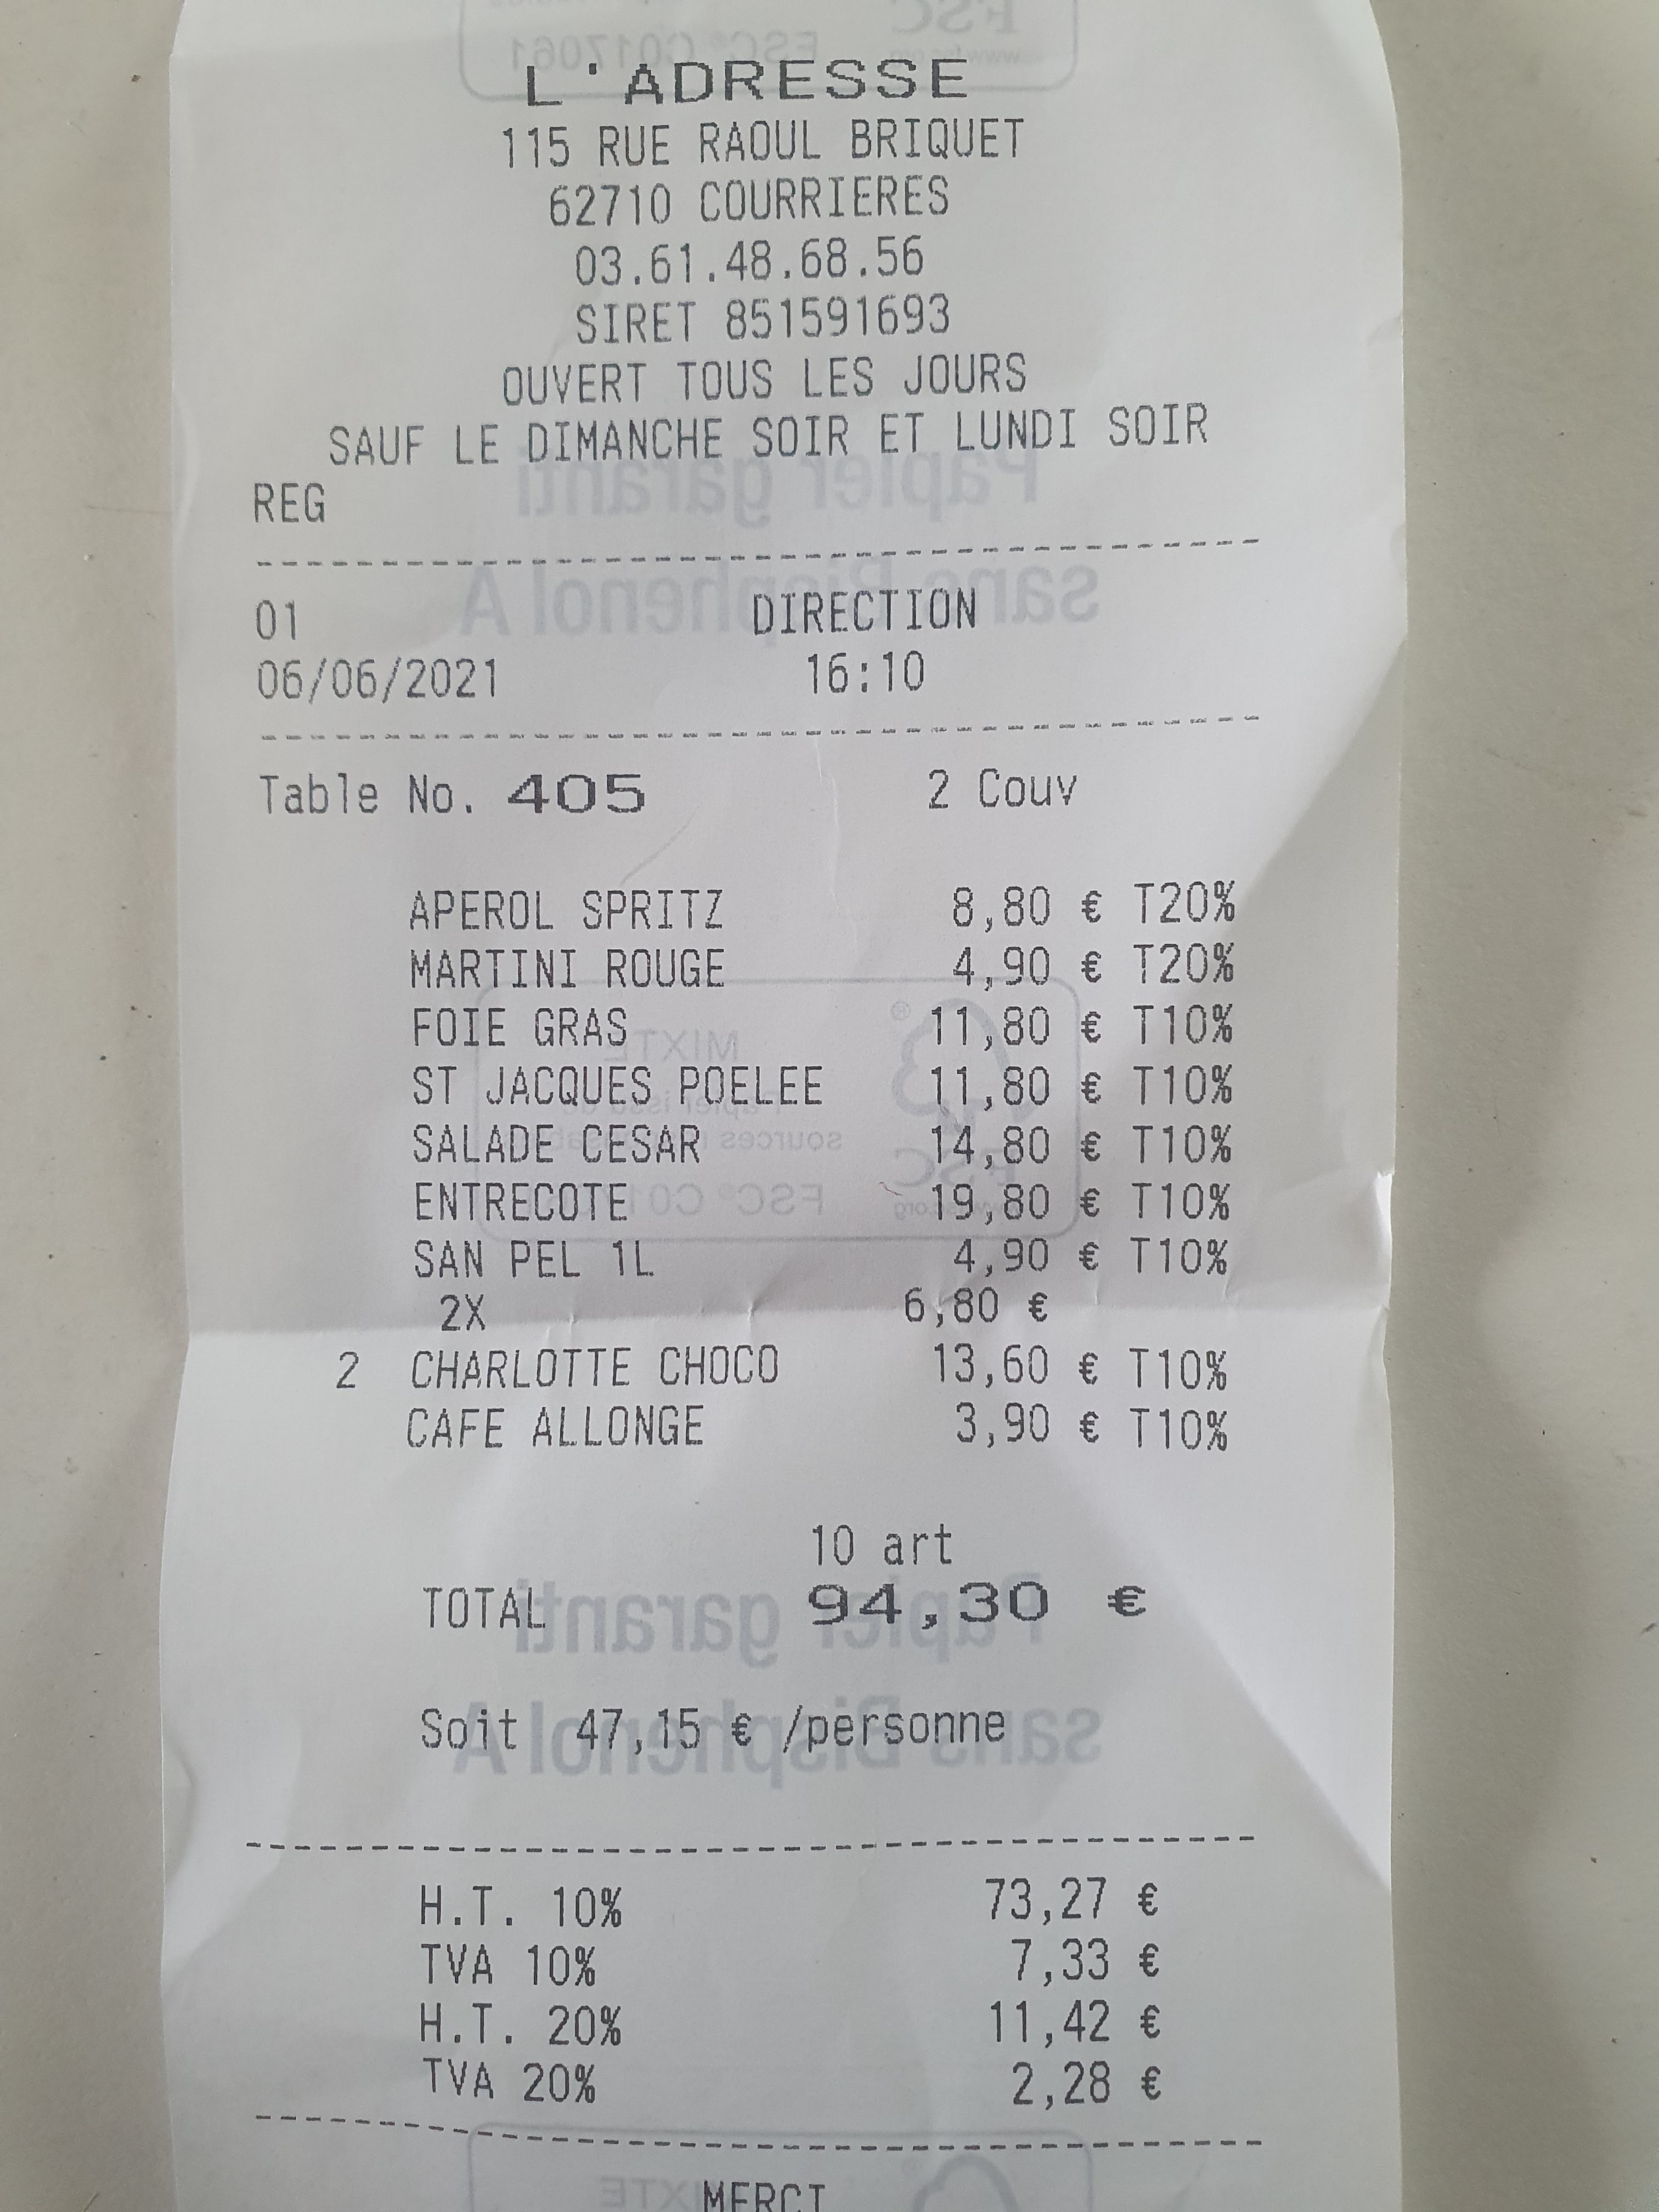 L'ADRESSE
115 RUE RAOUL BRIQUET
62710 COURRIERES
03.61.48.68.56
SIRET 851591693
OUVERT TOUS LES JOURS
SAUF LE DIMANCHE SOIR ET LUNDI SOIR
REG
01 DIRECTION
06/06/2021 16:10
Table No. 405 2 Couv
APEROL SPRITZ 8,80 € T20%
MARTINI ROUGE 4,90 € T20%
FOIE GRAS 11,80 € T10%
ST JACQUES POELEE 11,80 € T10%
SALADE CESAR 14,80 € T10%
ENTRECOTE 19,80 € T10%
SAN PEL 1L 4,90 € T10%
2X 6,80 €
2 CHARLOTTE CHOCO 13,60 € T10%
CAFE ALLONGE 3,90 € T10%
10 art
TOTAL 94,30 €
Soit 47,15 € /personne
H.T. 10% 73,27 €
TVA 10% 7,33 €
H.T. 20% 11,42 €
TVA 20% 2,28 €
MERCI